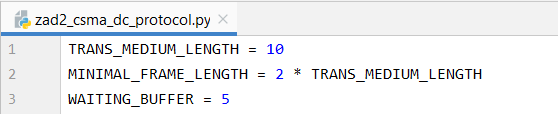 zad2_csma_dc_protocol.py
1 TRANS_MEDIUM_LENGTH = 10
2 MINIMAL_FRAME_LENGTH = 2 * TRANS_MEDIUM_LENGTH
3 WAITING_BUFFER = 5